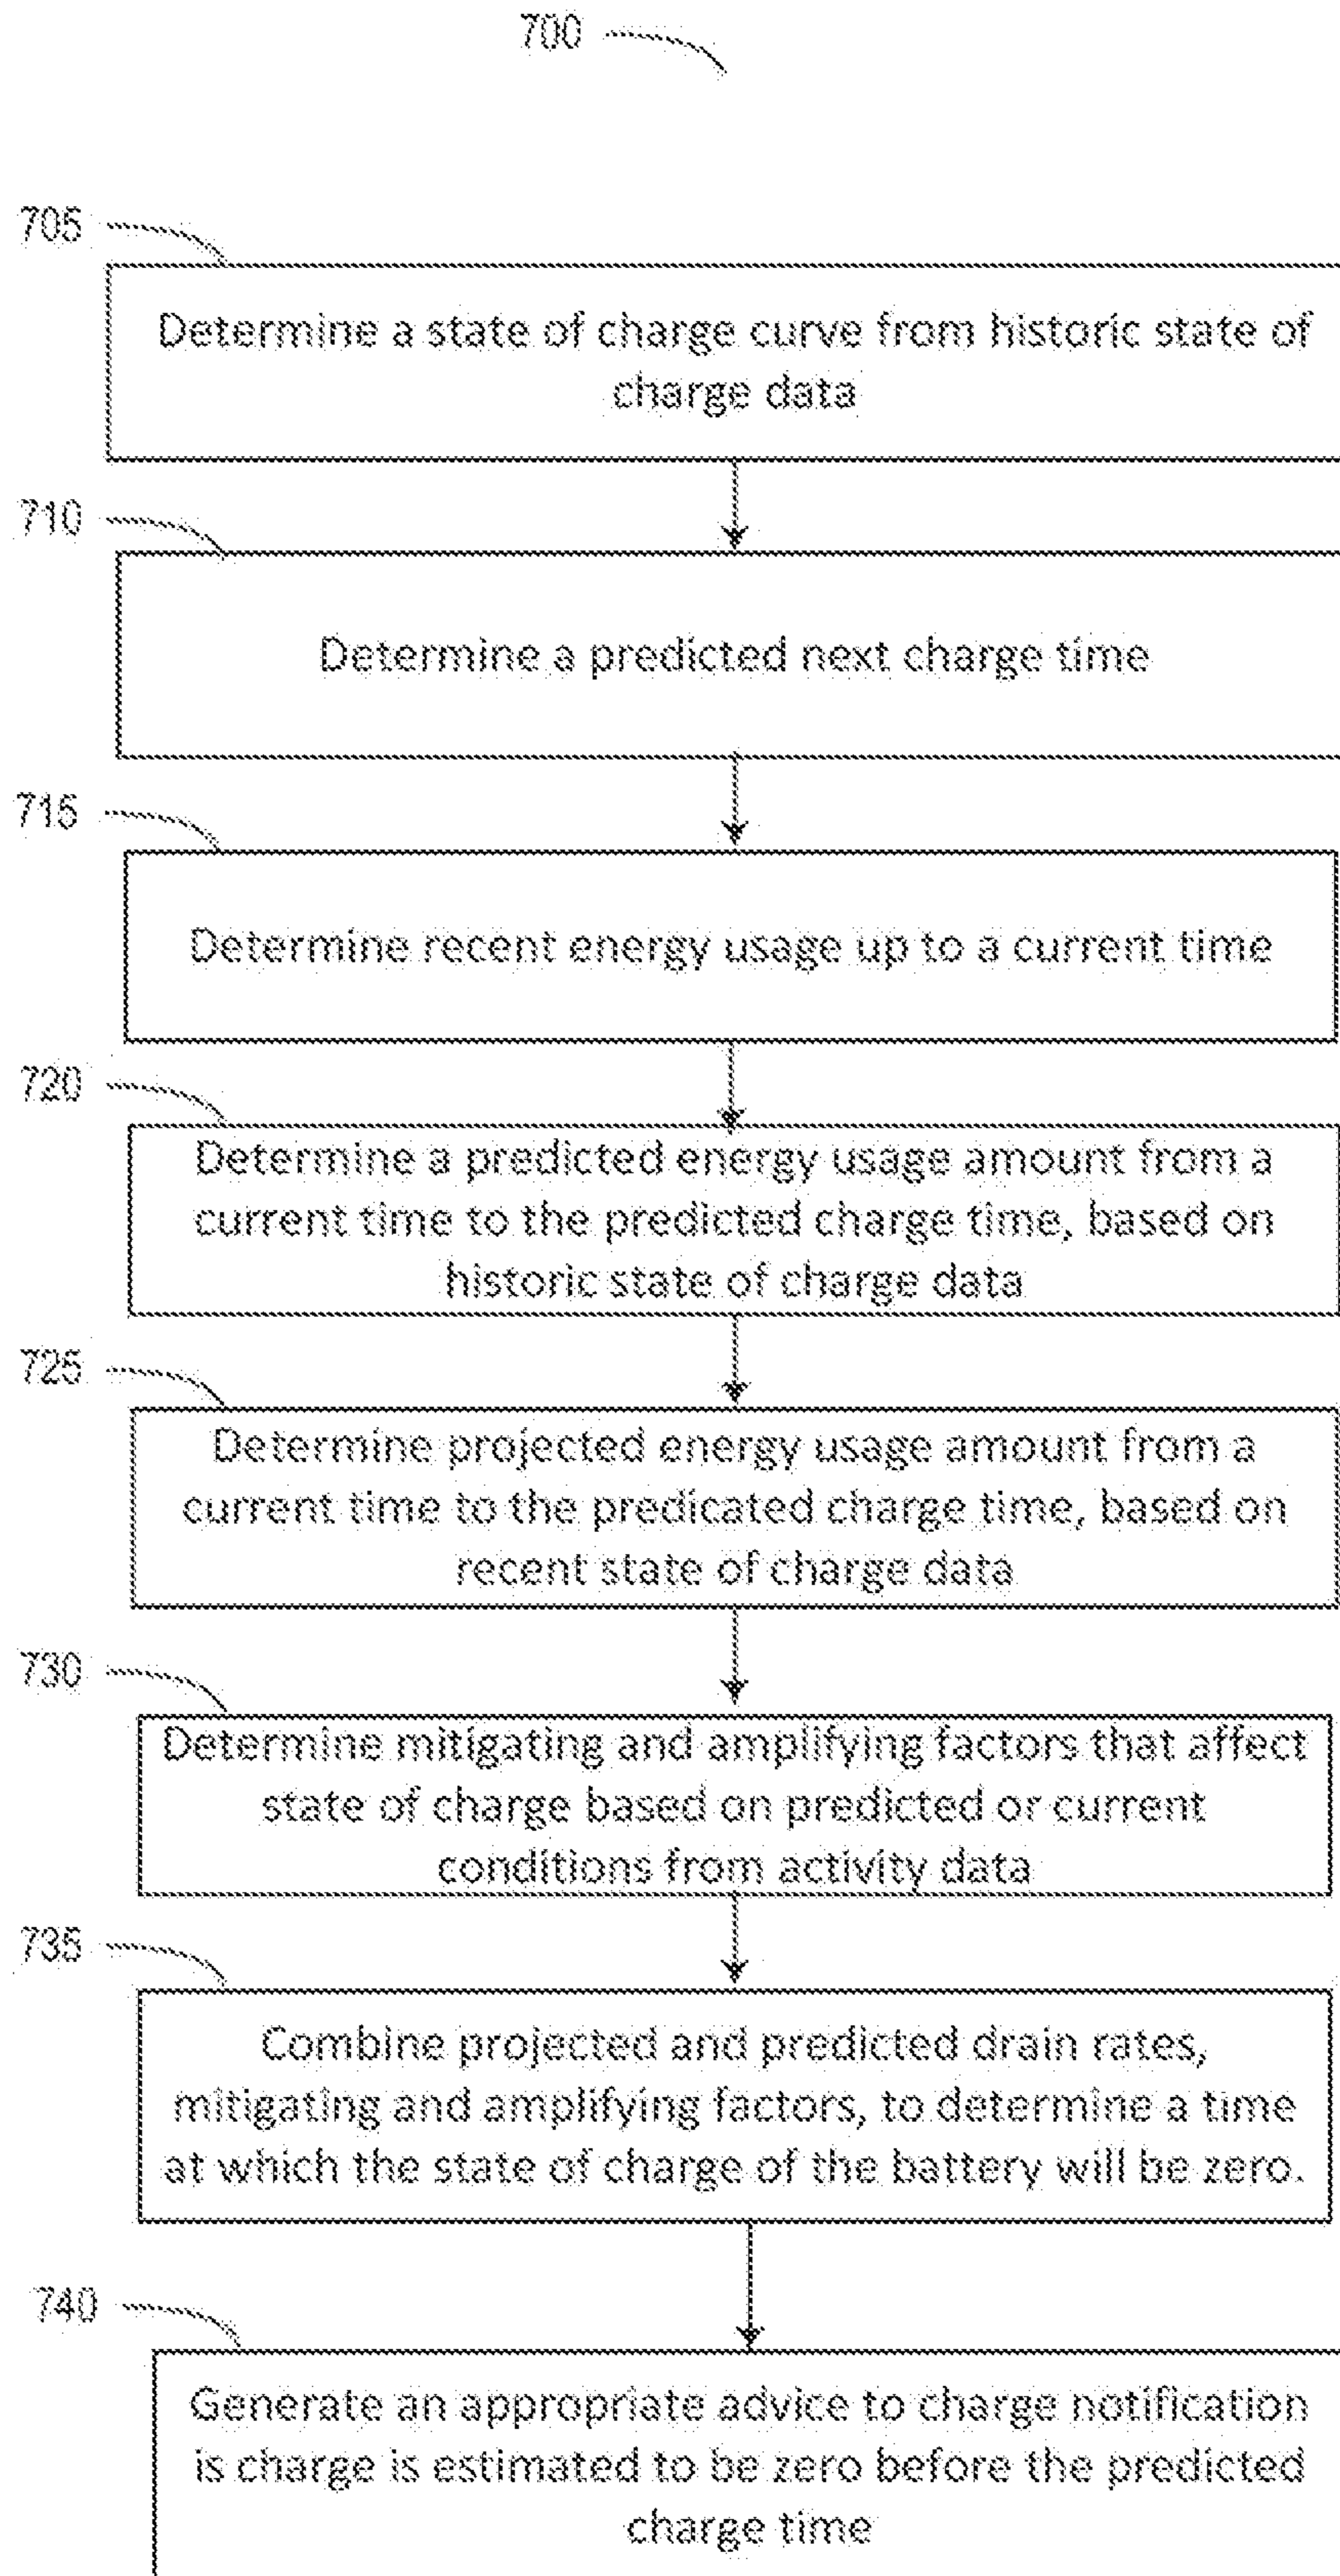 700
705
Determine a state of charge curve from historic state of
charge data
710
Determine a predicted next charge time
715
Determine recent energy usage up to a current time
720
Determine a predicted energy usage amount from a
current time to the predicted charge time, based on
historic state of charge data
725
Determine projected energy usage amount from a
current time to the predicated charge time, based on
recent state of charge data
730
Determine mitigating and amplifying factors that affect
state of charge based on predicted or current
conditions from activity data
735
Combine projected and predicted drain rates,
mitigating and amplifying factors, to determine a time
at which the state of charge of the battery will be zero.
740
Generate an appropriate advice to charge notification
is charge is estimated to be zero before the predicted
charge time